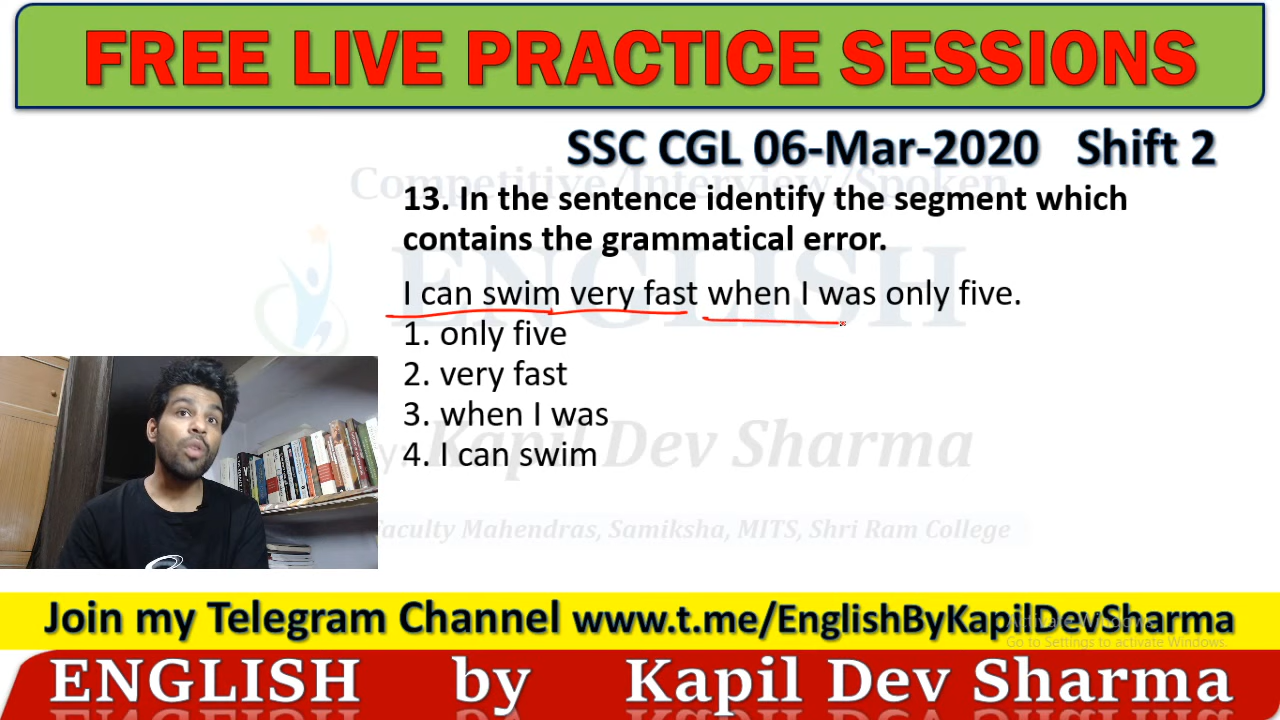 FREE LIVE PRACTICE SESSIONS
SSC CGL 06-Mar-2020 Shift 2
Competitive/Interview/Spoken
13. In the sentence identify the segment which
contains the grammatical error.
ENGLISH
I can swim very fast when I was only five.
1. only five
2. very fast
3. when I was
4. I can swim
by: Kapil Dev Sharma
Faculty Mahendras, Samiksha, MITS, Shri Ram College
Join my Telegram Channel www.t.me/EnglishByKapilDevSharma
Activate Windows
Go to Settings to activate Windows.
ENGLISH by Kapil Dev Sharma